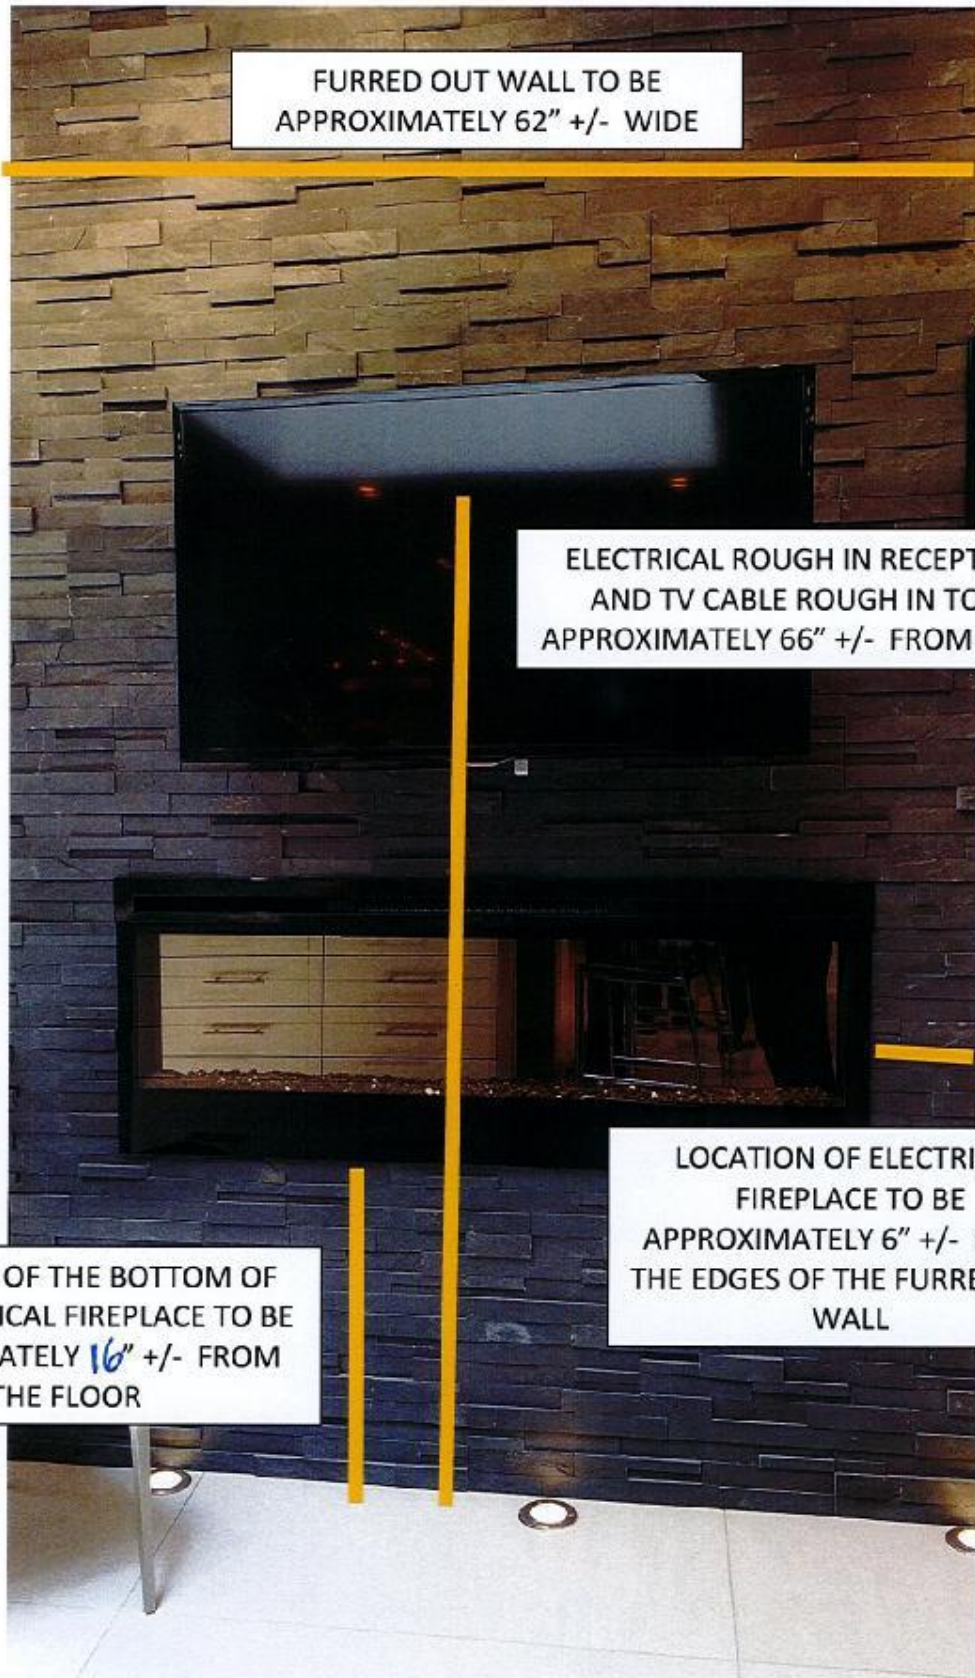 FURRED OUT WALL TO BE
APPROXIMATELY 62" +/- WIDE
ELECTRICAL ROUGH IN RECEPT
AND TV CABLE ROUGH IN TO
APPROXIMATELY 66" +/- FROM
LOCATION OF ELECTRI
FIREPLACE TO BE
APPROXIMATELY 6" +/-
THE EDGES OF THE FURRE
WALL
OF THE BOTTOM OF
ICAL FIREPLACE TO BE
ATELY 16" +/- FROM
THE FLOOR